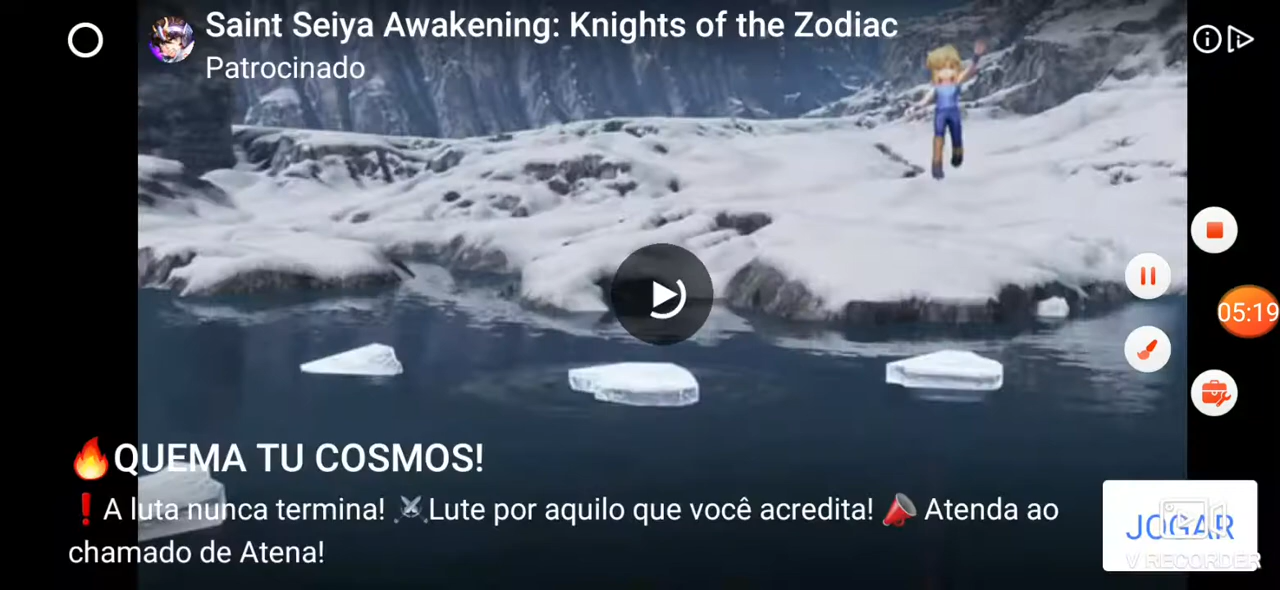 Saint Seiya Awakening: Knights of the Zodiac
Patrocinado
05:19
🔥QUEMA TU COSMOS!
❗A luta nunca termina! ⚔️Lute por aquilo que você acredita! 📣 Atenda ao
chamado de Atena!
JOGAR
V RECORDER